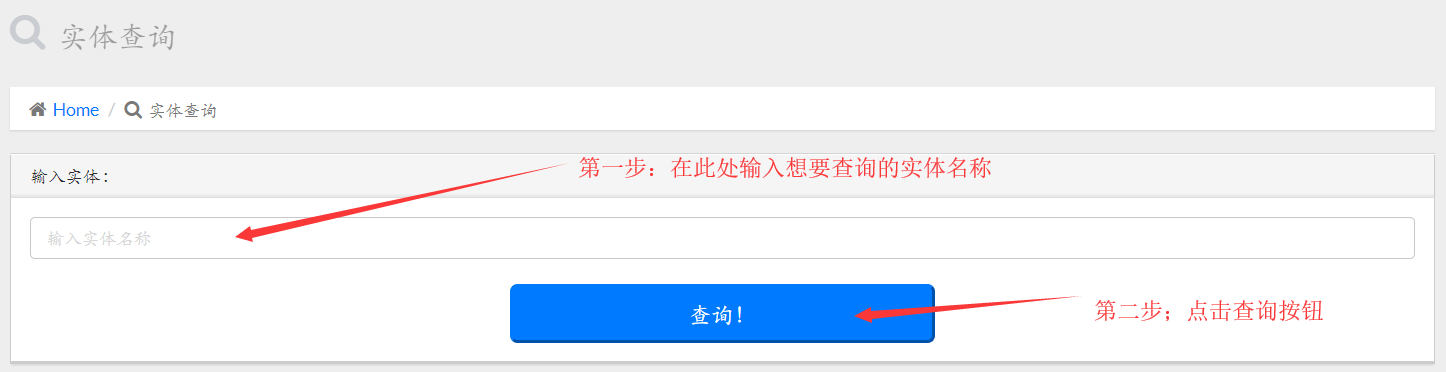 实体查询
Home / 实体查询
第一步：在此处输入想要查询的实体名称
输入实体：
输入实体名称
查询！
第二步；点击查询按钮